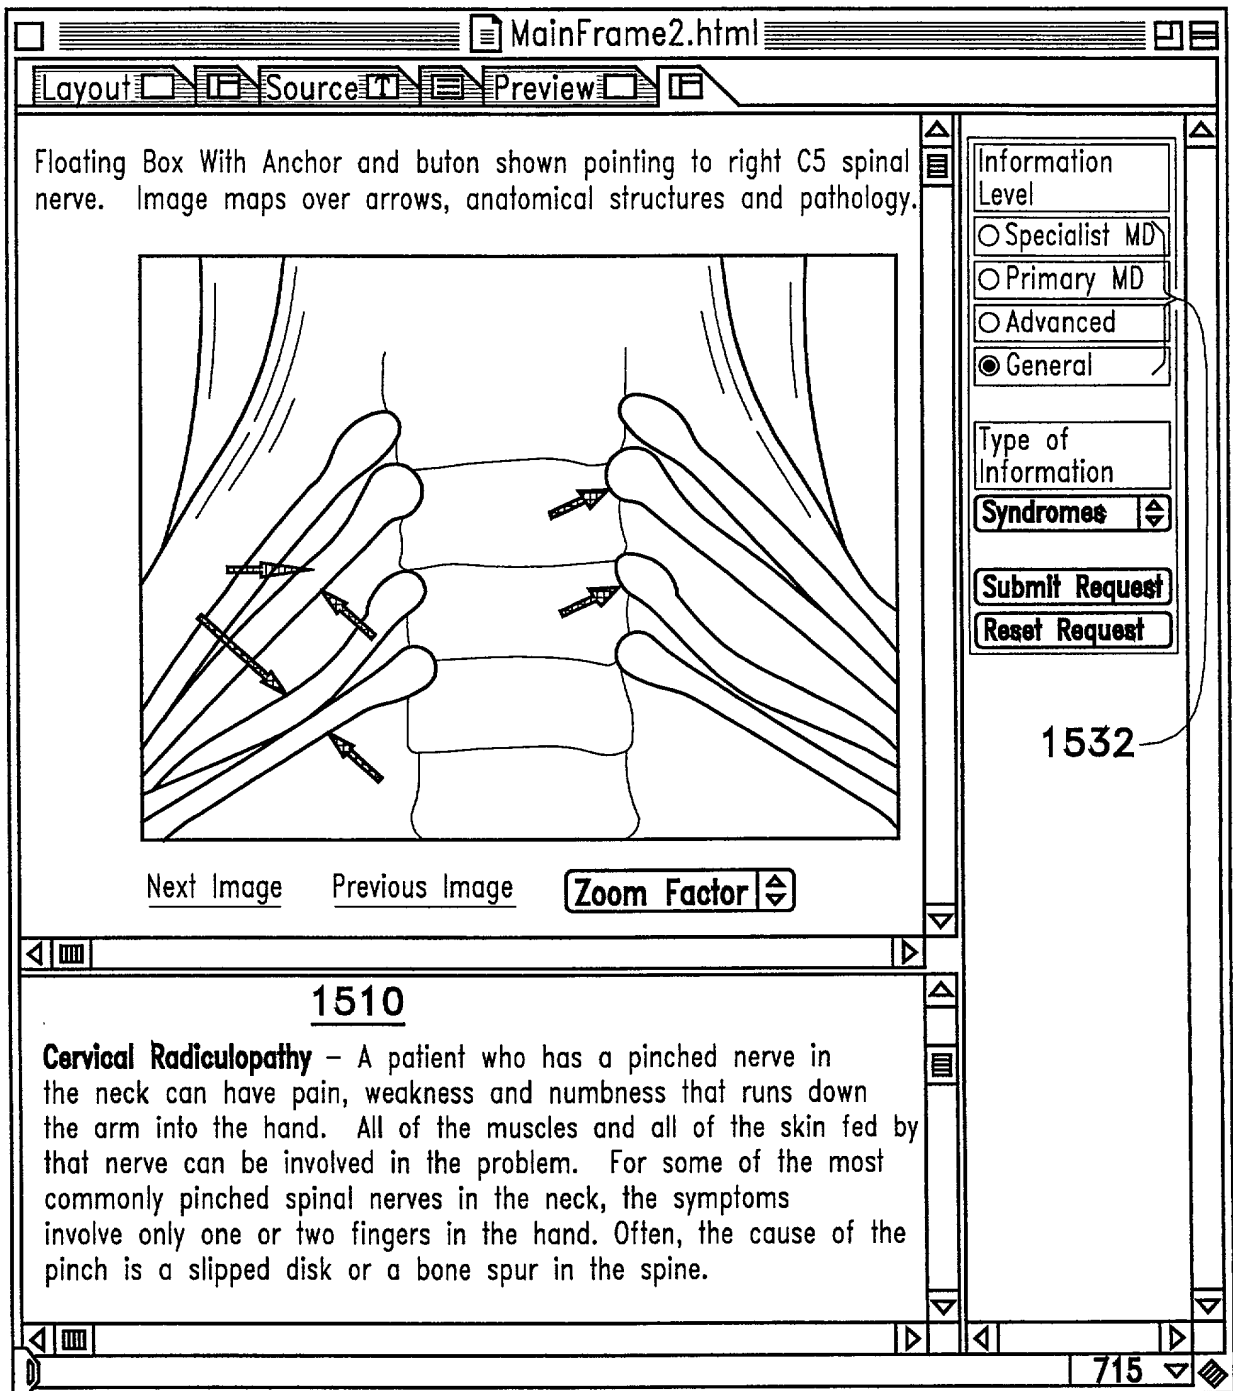 MainFrame2.html
Layout Source T Preview
Floating Box With Anchor and buton shown pointing to right C5 spinal
nerve. Image maps over arrows, anatomical structures and pathology.
Next Image Previous Image Zoom Factor
Information
Level
Specialist MD
Primary MD
Advanced
General
Type of
Information
Syndromes
Submit Request
Reset Request
1532
1510
Cervical Radiculopathy – A patient who has a pinched nerve in
the neck can have pain, weakness and numbness that runs down
the arm into the hand. All of the muscles and all of the skin fed by
that nerve can be involved in the problem. For some of the most
commonly pinched spinal nerves in the neck, the symptoms
involve only one or two fingers in the hand. Often, the cause of the
pinch is a slipped disk or a bone spur in the spine.
715